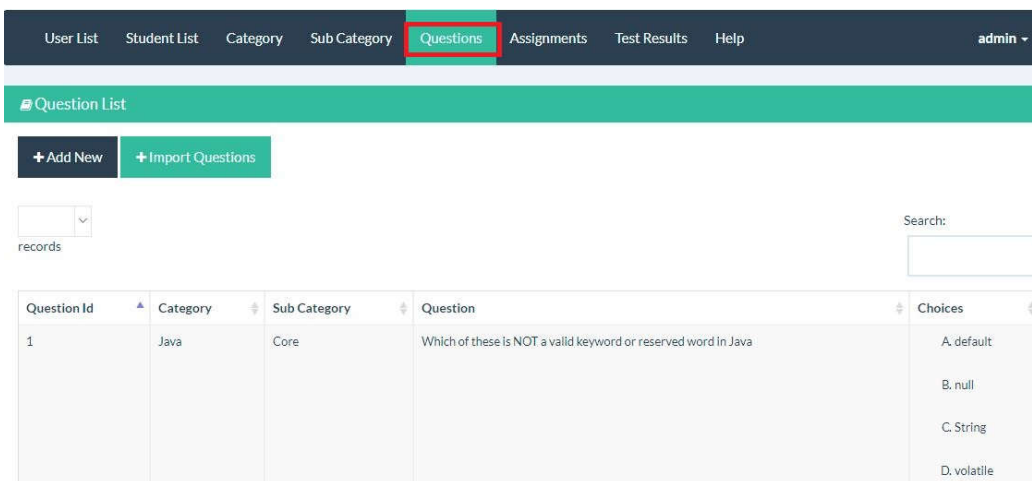 User List Student List Category Sub Category Questions Assignments Test Results Help admin
Question List
+ Add New + Import Questions
Search:
records
Question Id Category Sub Category Question Choices
1 Java Core Which of these is NOT a valid keyword or reserved word in Java A. default
B. null
C. String
D. volatile